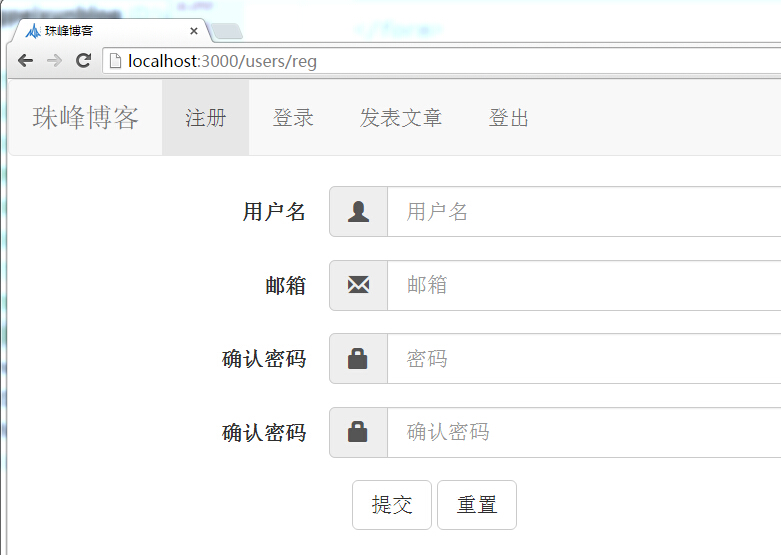 珠峰博客
localhost:3000/users/reg
珠峰博客 注册 登录 发表文章 登出
用户名 用户名
邮箱 邮箱
确认密码 密码
确认密码 确认密码
提交 重置